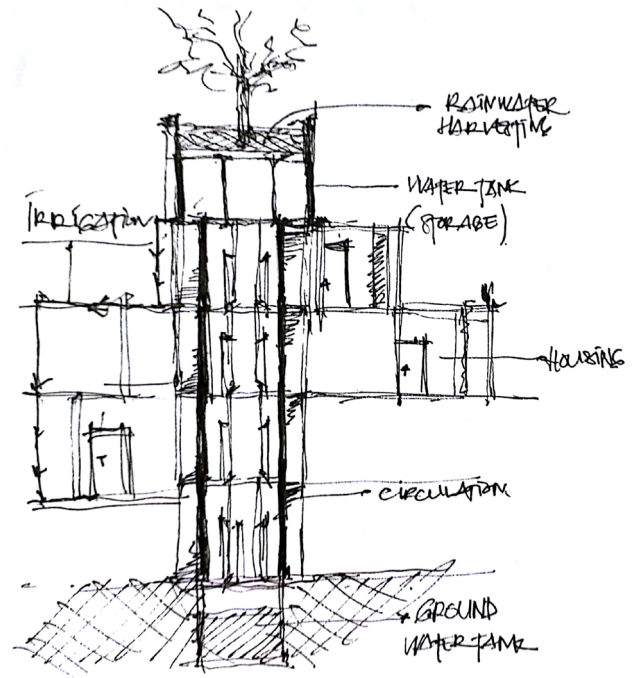 RAINWATER
HARVESTING
WATER TANK
(STORAGE)
IRRIGATION
HOUSING
CIRCULATION
GROUND
WATER TANK